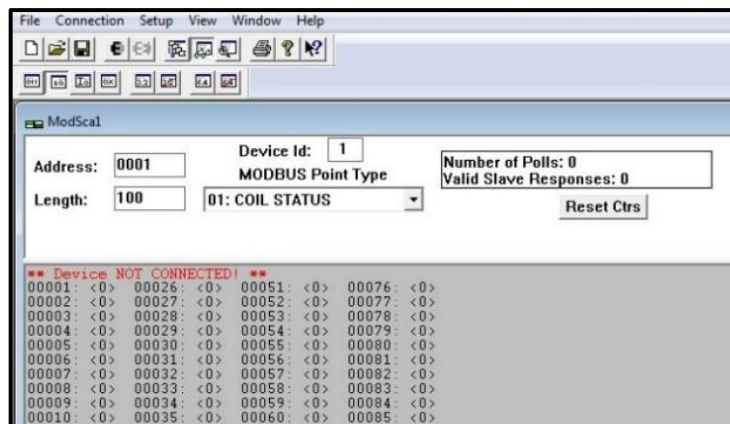 File Connection Setup View Window Help
ModSca1
Address: 0001
Device Id: 1
MODBUS Point Type
Length: 100
01: COIL STATUS
Number of Polls: 0
Valid Slave Responses: 0
Reset Ctrs
** Device NOT CONNECTED! **
00001: <0> 00026: <0> 00051: <0> 00076: <0>
00002: <0> 00027: <0> 00052: <0> 00077: <0>
00003: <0> 00028: <0> 00053: <0> 00078: <0>
00004: <0> 00029: <0> 00054: <0> 00079: <0>
00005: <0> 00030: <0> 00055: <0> 00080: <0>
00006: <0> 00031: <0> 00056: <0> 00081: <0>
00007: <0> 00032: <0> 00057: <0> 00082: <0>
00008: <0> 00033: <0> 00058: <0> 00083: <0>
00009: <0> 00034: <0> 00059: <0> 00084: <0>
00010: <0> 00035: <0> 00060: <0> 00085: <0>